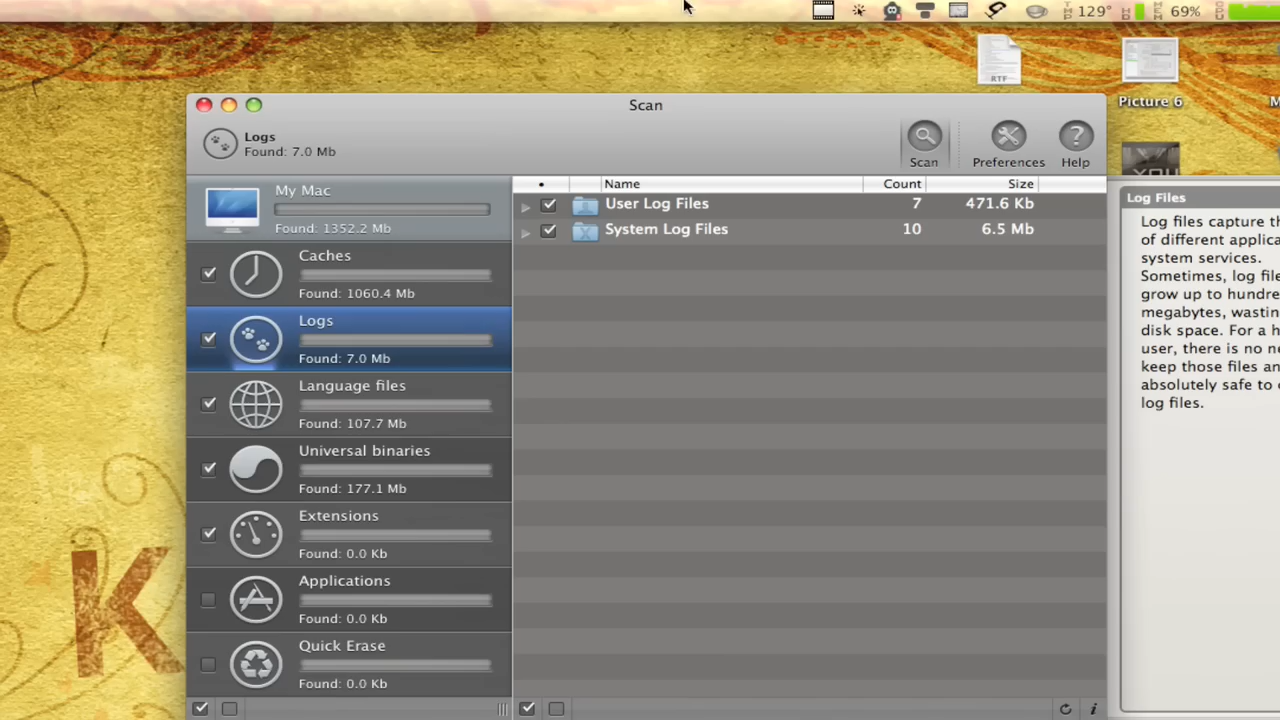 129°
69%
RTF
Picture 6
Scan
Logs
Found: 7.0 Mb
Scan
Preferences
Help
My Mac
Found: 1352.2 Mb
Caches
Found: 1060.4 Mb
Logs
Found: 7.0 Mb
Language files
Found: 107.7 Mb
Universal binaries
Found: 177.1 Mb
Extensions
Found: 0.0 Kb
Applications
Found: 0.0 Kb
Quick Erase
Found: 0.0 Kb
Name Count Size
User Log Files 7 471.6 Kb
System Log Files 10 6.5 Mb
Log Files
Log files capture th
of different applica
system services.
Sometimes, log file
grow up to hundre
megabytes, wastin
disk space. For a h
user, there is no ne
keep those files an
absolutely safe to
log files.
K